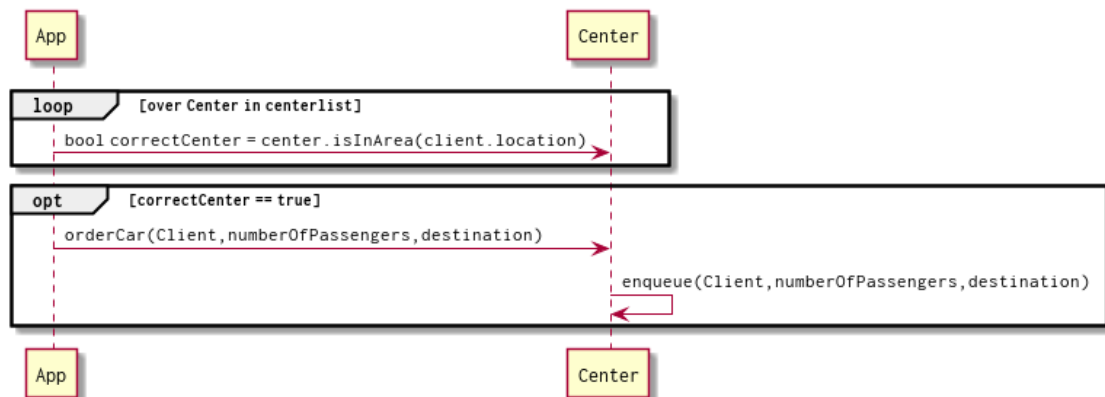 App Center
loop [over Center in centerlist]
bool correctCenter = center.isInArea(client.location)
opt [correctCenter == true]
orderCar(Client,numberOfPassengers,destination)
enqueue(Client,numberOfPassengers,destination)
App Center